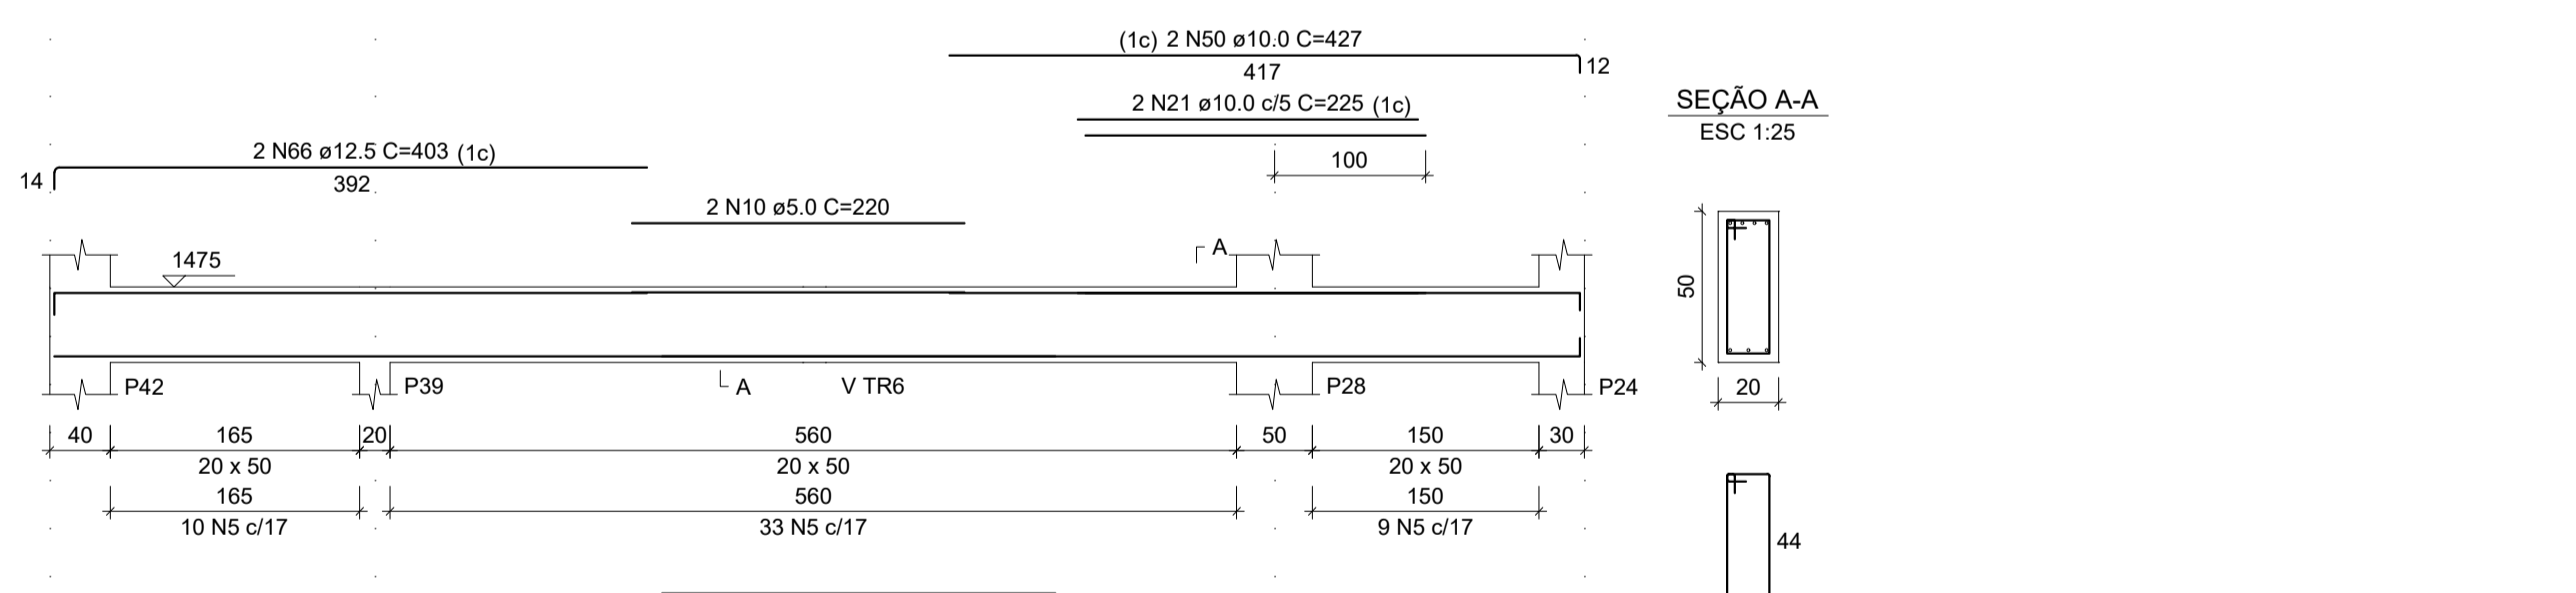 (1c) 2 N50 ø10.0 C=427
417
12
2 N21 ø10.0 c/5 C=225 (1c)
100
SEÇÃO A-A
ESC 1:25
2 N66 ø12.5 C=403 (1c)
14
392
2 N10 ø5.0 C=220
1475
A
50
20
P42
P39
A
V TR6
P28
P24
40 165 20 560 50 150 30
20 x 50 20 x 50 20 x 50
165 560 150
10 N5 c/17 33 N5 c/17 9 N5 c/17
44